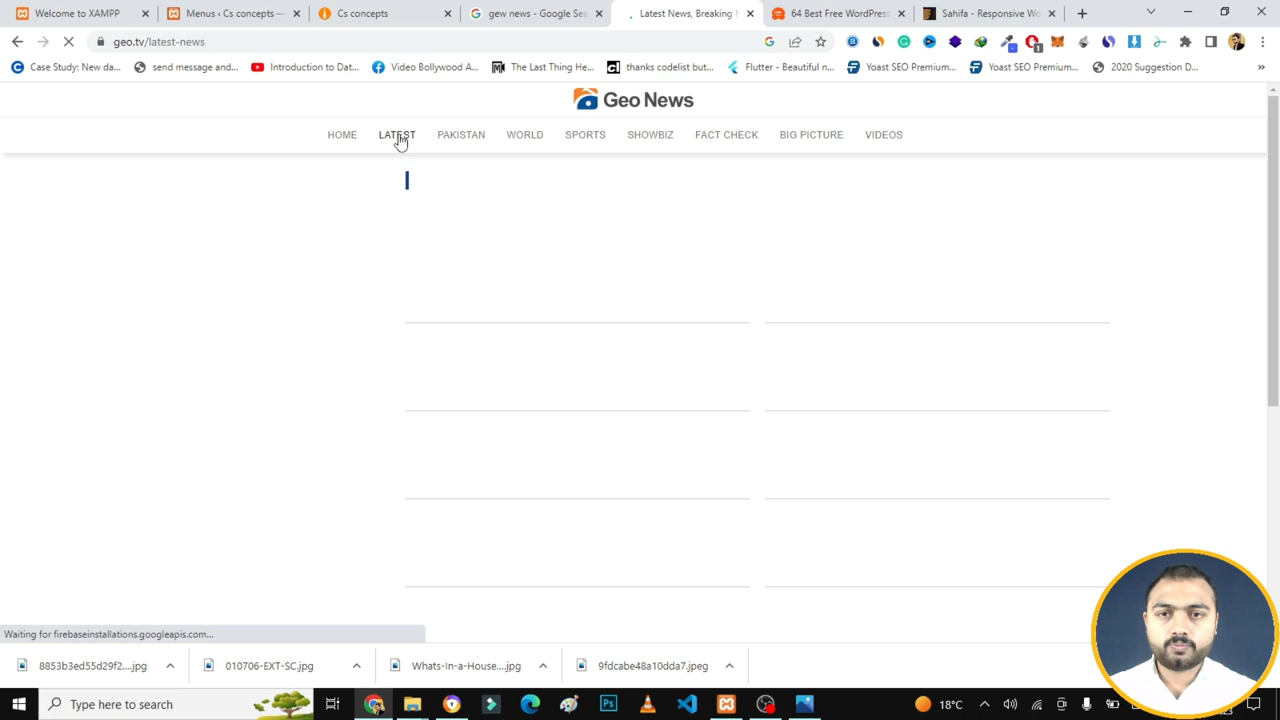 Welcome to XAMPP
Menus ‹ Cs concepts —
Cs concepts
gew news - Google Sea
Latest News, Breaking N
64 Best Free WordPress
Sahifa - Responsive Wo
geo.tv/latest-news
Case Study: New da...
send message and...
Introduction to Dat...
Video Bollywood A...
The Last Thing He...
thanks codelist but...
Flutter - Beautiful n...
Yoast SEO Premium...
Yoast SEO Premium...
2020 Suggestion D...
Geo News
HOME
LATEST
PAKISTAN
WORLD
SPORTS
SHOWBIZ
FACT CHECK
BIG PICTURE
VIDEOS
Waiting for firebaseinstallations.googleapis.com...
8853b3ed55d29f2....jpg
010706-EXT-SC.jpg
Whats-In-a-House....jpg
9fdcabe48a10dda7.jpeg
Type here to search
18°C